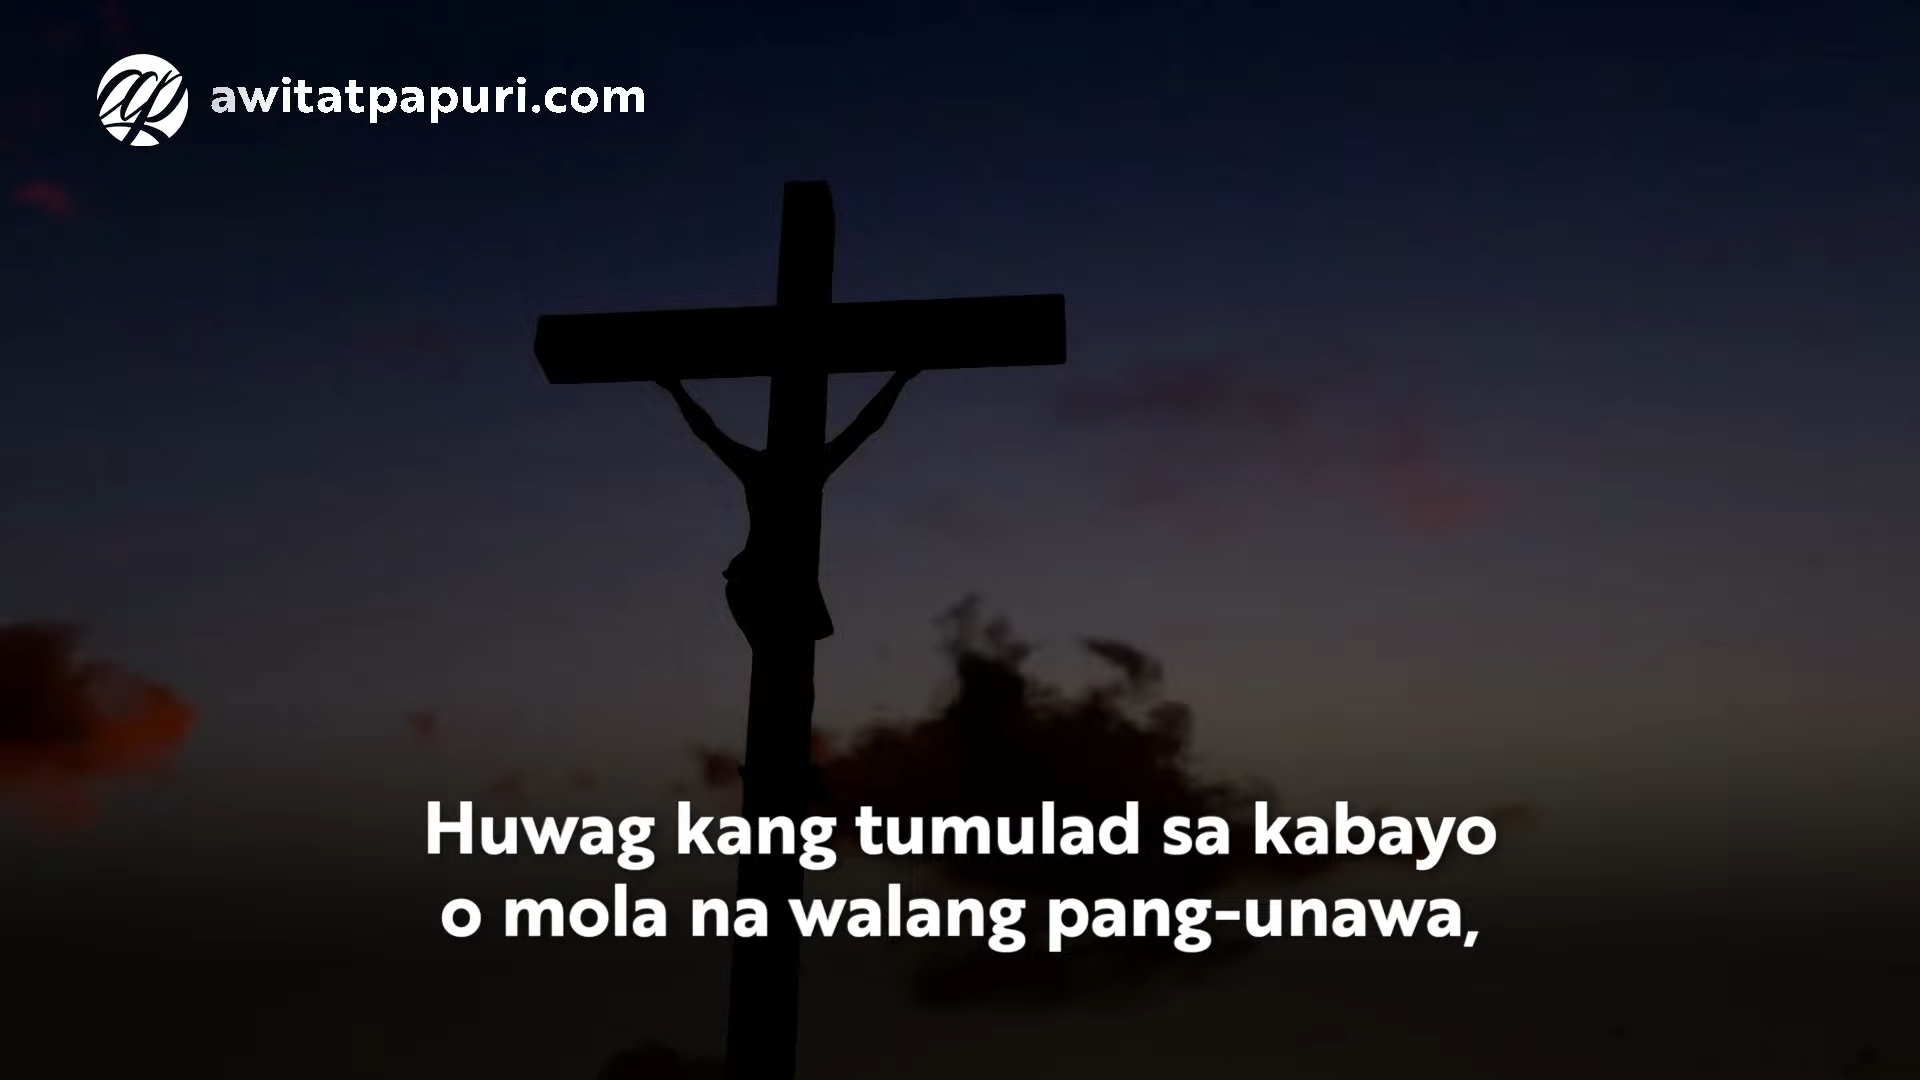 awitatpapuri.com
Huwag kang tumulad sa kabayo
o mola na walang pang-unawa,